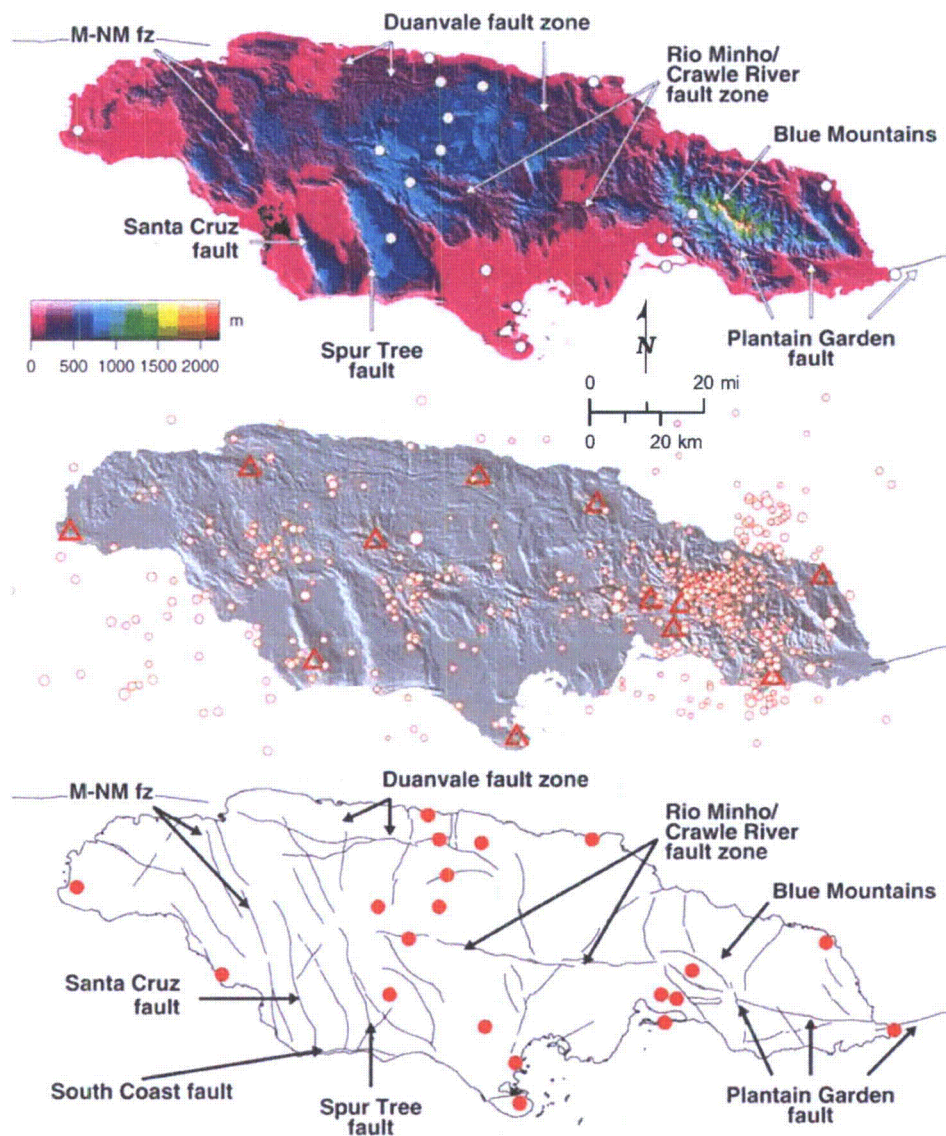 Duanvale fault zone
M-NM fz
Rio Minho/
Crawle River
fault zone
Blue Mountains
Santa Cruz
fault
m
0 500 1000 1500 2000
Spur Tree
fault
N
Plantain Garden
fault
0 20 mi
0 20 km
Duanvale fault zone
M-NM fz
Rio Minho/
Crawle River
fault zone
Blue Mountains
Santa Cruz
fault
South Coast fault
Spur Tree
fault
Plantain Garden
fault